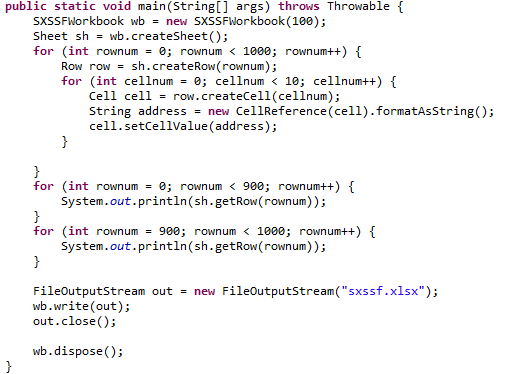 public static void main(String[] args) throws Throwable {
    SXSSFWorkbook wb = new SXSSFWorkbook(100);
    Sheet sh = wb.createSheet();
    for (int rownum = 0; rownum < 1000; rownum++) {
        Row row = sh.createRow(rownum);
        for (int cellnum = 0; cellnum < 10; cellnum++) {
            Cell cell = row.createCell(cellnum);
            String address = new CellReference(cell).formatAsString();
            cell.setCellValue(address);
        }

    }
    for (int rownum = 0; rownum < 900; rownum++) {
        System.out.println(sh.getRow(rownum));
    }
    for (int rownum = 900; rownum < 1000; rownum++) {
        System.out.println(sh.getRow(rownum));
    }

    FileOutputStream out = new FileOutputStream("sxssf.xlsx");
    wb.write(out);
    out.close();

    wb.dispose();
}